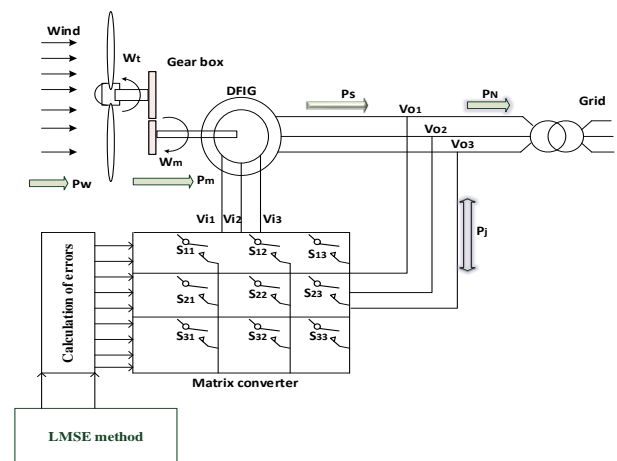 Wind
Wt
Gear box
DFIG
Ps
PN
Grid
Vo1
Vo2
Vo3
Wm
Pw
Pm
Pj
Vi1 Vi2 Vi3
S11 S12 S13
S21 S22 S23
S31 S32 S33
Calculation of errors
Matrix converter
LMSE method